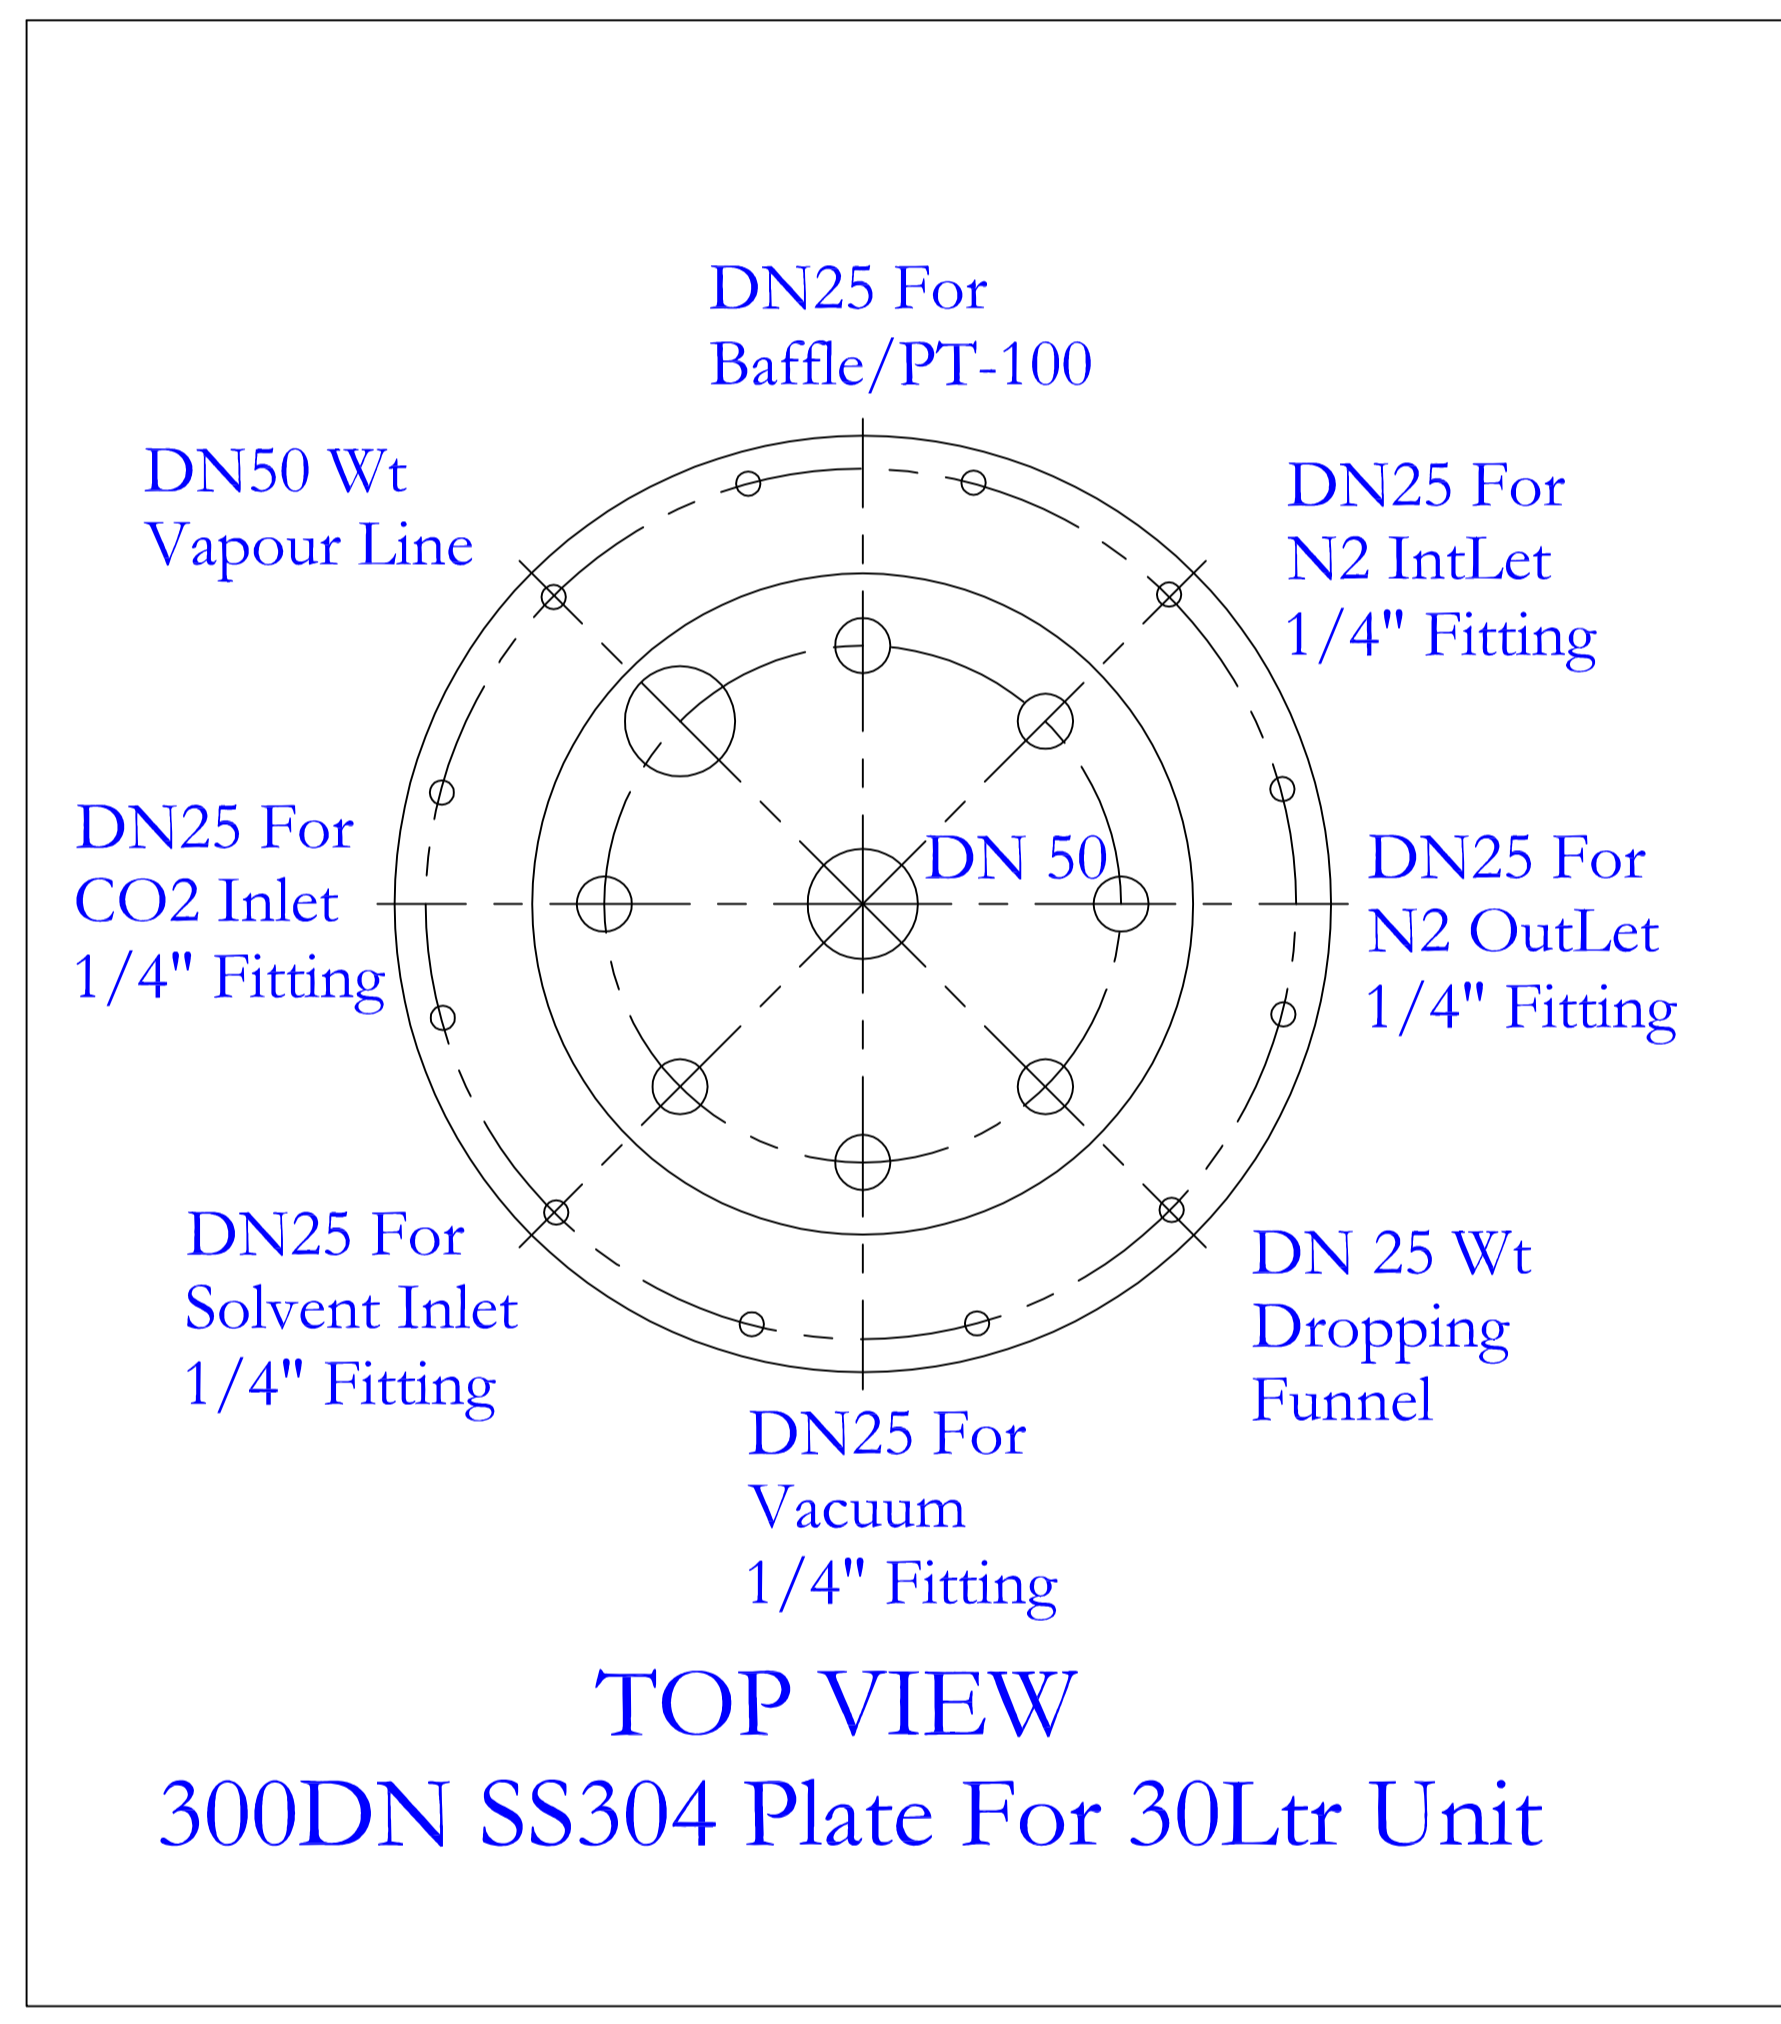 DN25 For
Baffle/PT-100
DN50 Wt
Vapour Line
DN25 For
N2 IntLet
1/4" Fitting
DN25 For
CO2 Inlet
1/4" Fitting
DN 50
DN25 For
N2 OutLet
1/4" Fitting
DN25 For
Solvent Inlet
1/4" Fitting
DN 25 Wt
Dropping
Funnel
DN25 For
Vacuum
1/4" Fitting
TOP VIEW
300DN SS304 Plate For 30Ltr Unit